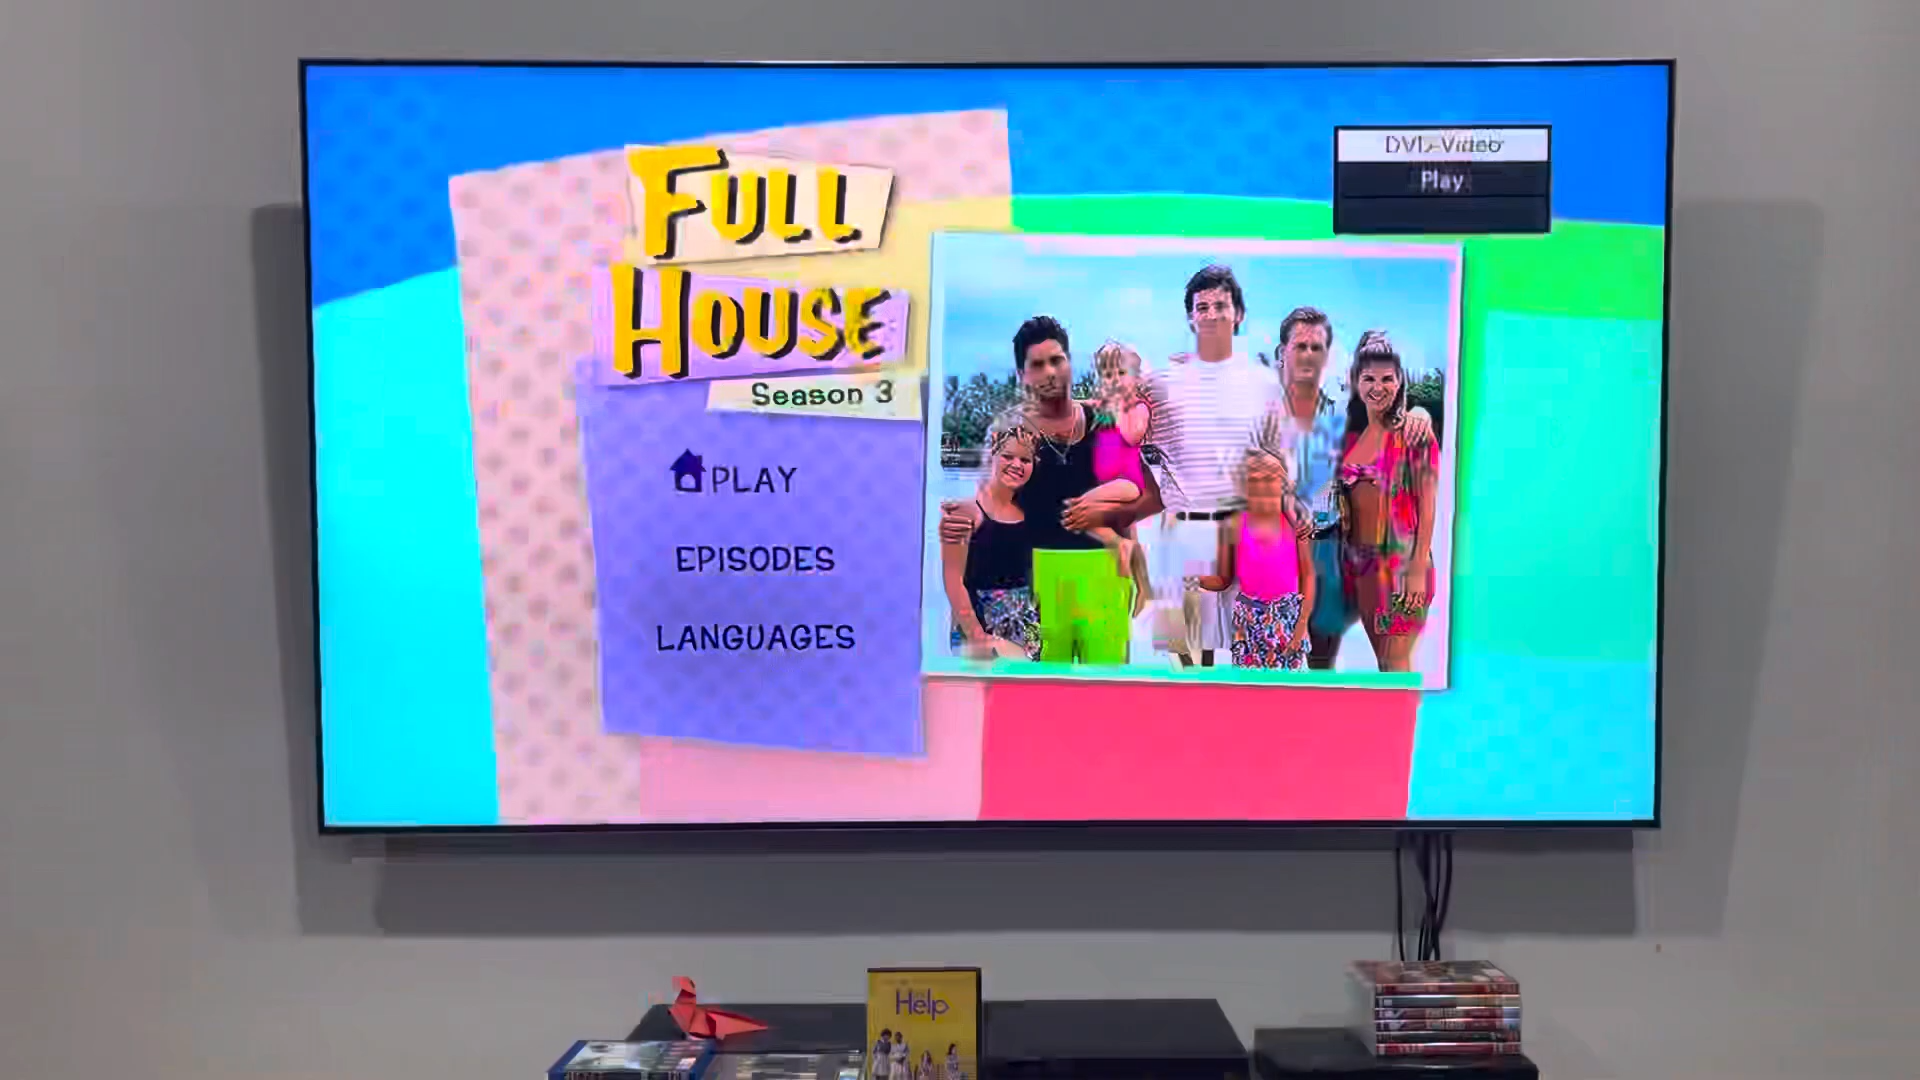 FULL
HOUSE
Season 3
PLAY
EPISODES
LANGUAGES
DVD-Video
Play
Help